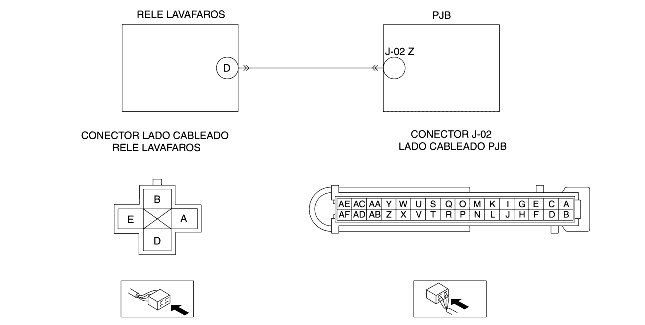 RELE LAVAFAROS
PJB
J-02 Z
D
CONECTOR LADO CABLEADO
RELE LAVAFAROS
CONECTOR J-02
LADO CABLEADO PJB
B
E A
D
AE AC AA Y W U S Q O M K I G E C A
AF AD AB Z X V T R P N L J H F D B